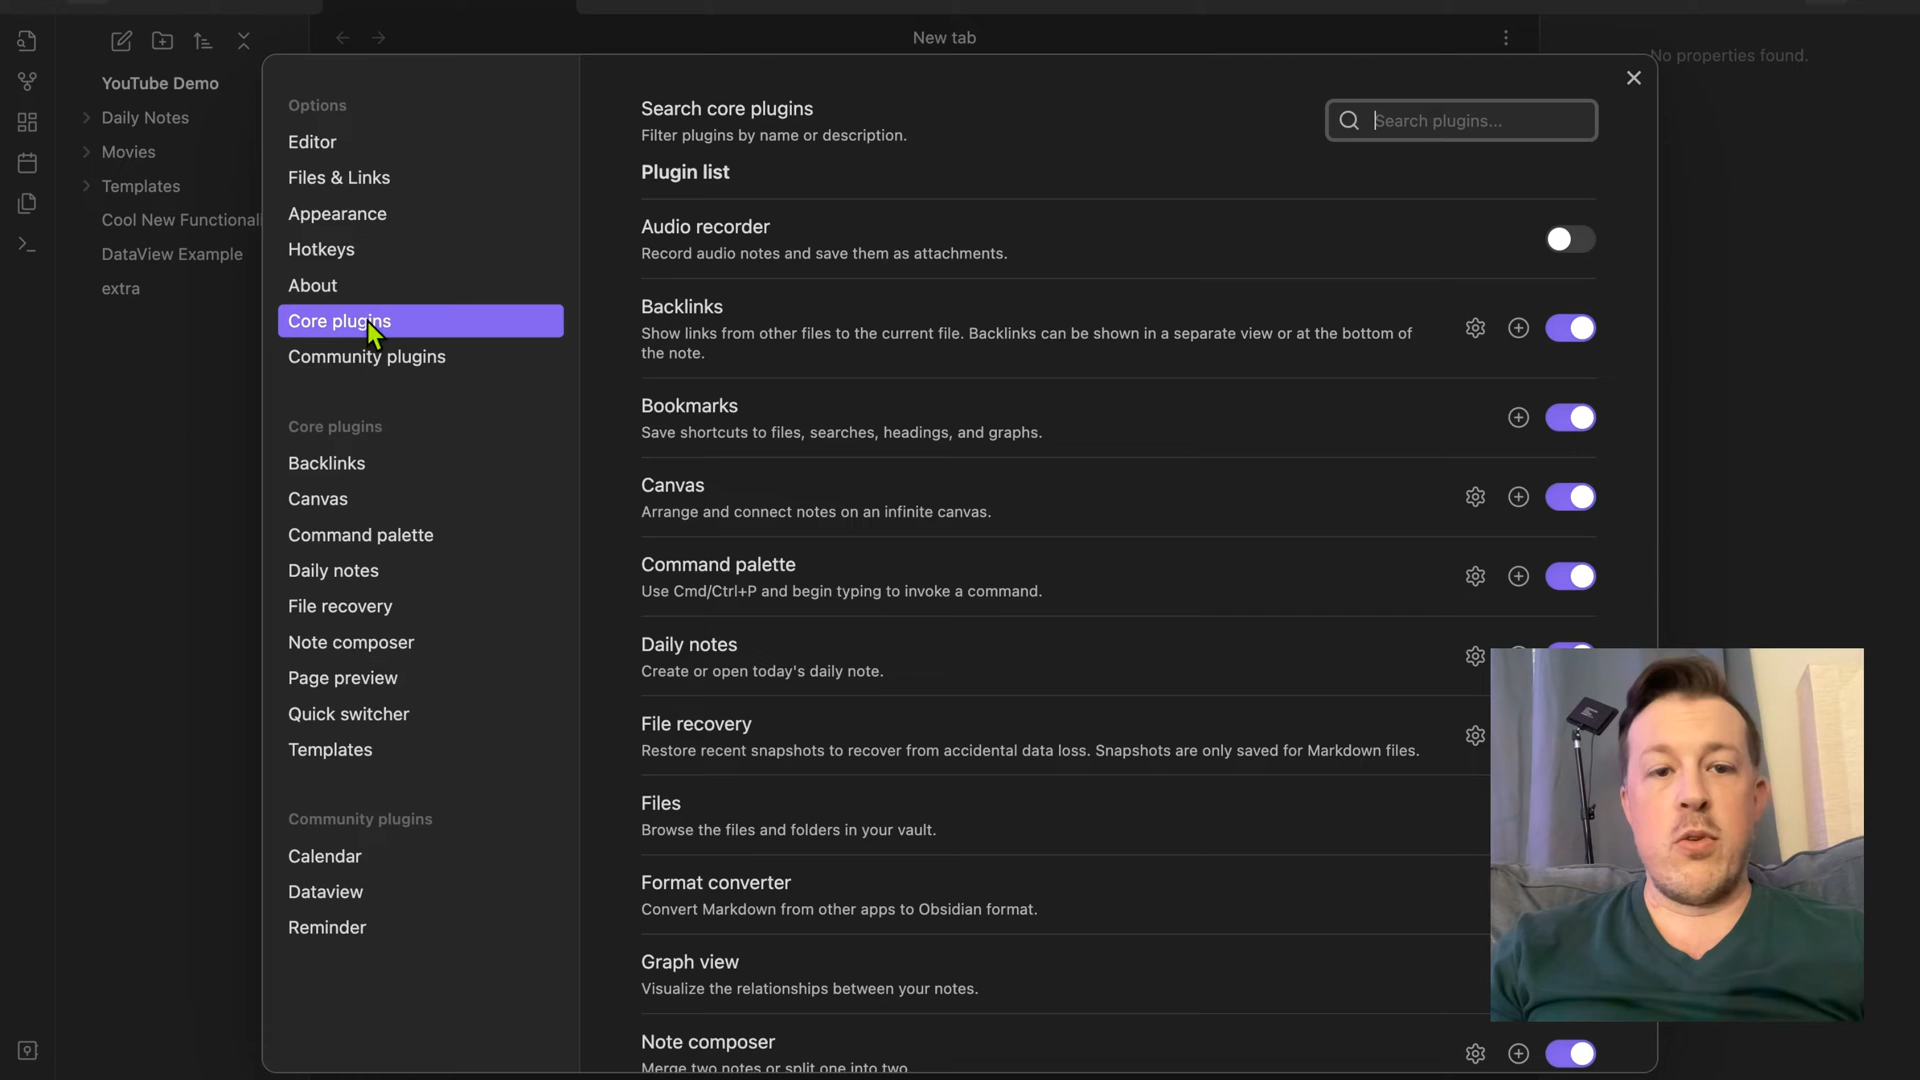 New tab
No properties found.
YouTube Demo
Daily Notes
Movies
Templates
Cool New Functionali
DataView Example
extra
Options
Editor
Files & Links
Appearance
Hotkeys
About
Core plugins
Community plugins
Core plugins
Backlinks
Canvas
Command palette
Daily notes
File recovery
Note composer
Page preview
Quick switcher
Templates
Community plugins
Calendar
Dataview
Reminder
Search core plugins
Filter plugins by name or description.
Search plugins...
Plugin list
Audio recorder
Record audio notes and save them as attachments.
Backlinks
Show links from other files to the current file. Backlinks can be shown in a separate view or at the bottom of
the note.
Bookmarks
Save shortcuts to files, searches, headings, and graphs.
Canvas
Arrange and connect notes on an infinite canvas.
Command palette
Use Cmd/Ctrl+P and begin typing to invoke a command.
Daily notes
Create or open today's daily note.
File recovery
Restore recent snapshots to recover from accidental data loss. Snapshots are only saved for Markdown files.
Files
Browse the files and folders in your vault.
Format converter
Convert Markdown from other apps to Obsidian format.
Graph view
Visualize the relationships between your notes.
Note composer
Merge two notes or split one into two